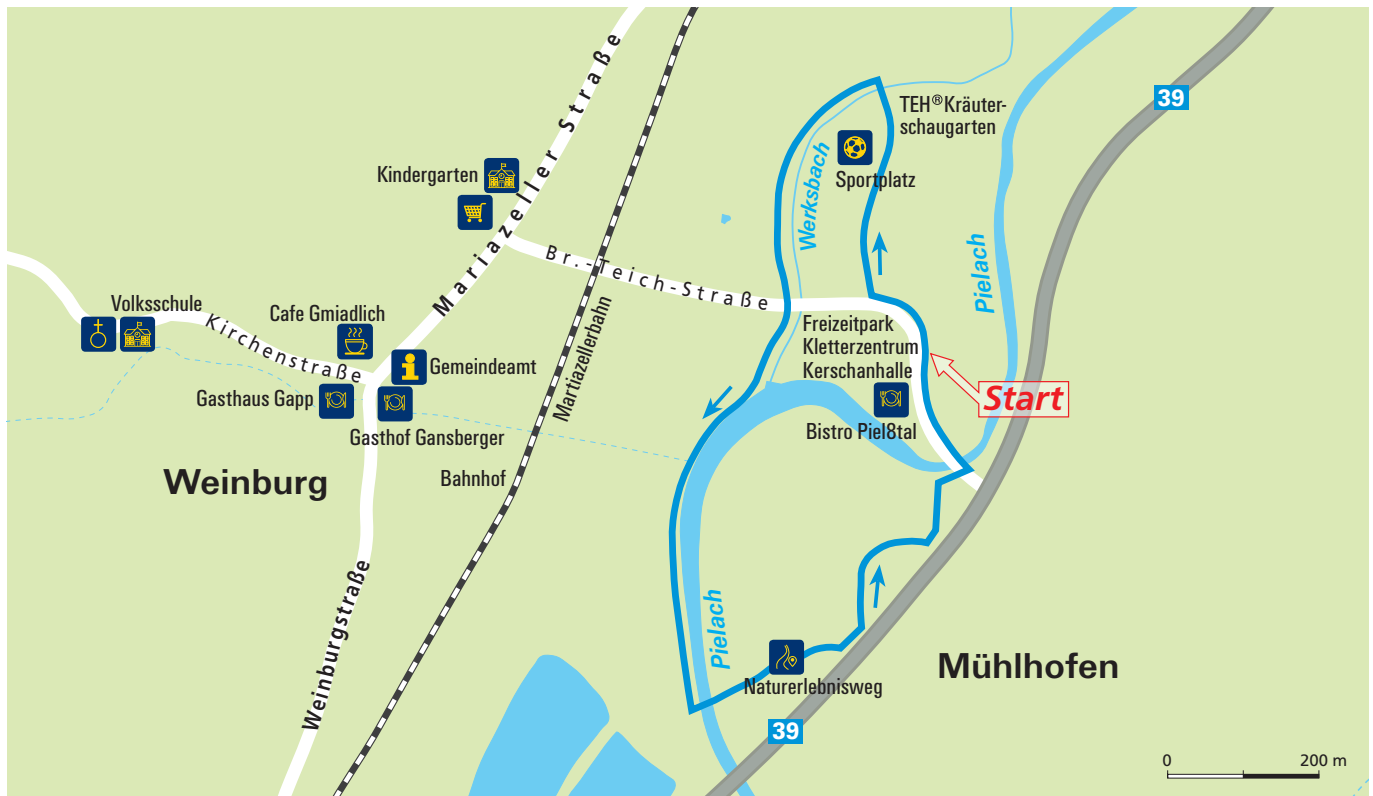 39
TEH®Kräuter-
schaugarten
Mariazeller Straße
Kindergarten
Werksbach
Sportplatz
Pielach
Br.-Teich-Straße
Volksschule
Kirchenstraße
Cafe Gmiadlich
Martiazellerbahn
Freizeitpark
Kletterzentrum
Kerschanhalle
Gemeindeamt
Start
Gasthaus Gapp
Gasthof Gansberger
Bistro Piel8tal
Weinburg
Bahnhof
Weinburgstraße
Pielach
Naturerlebnisweg
Mühlhofen
39
0 200 m